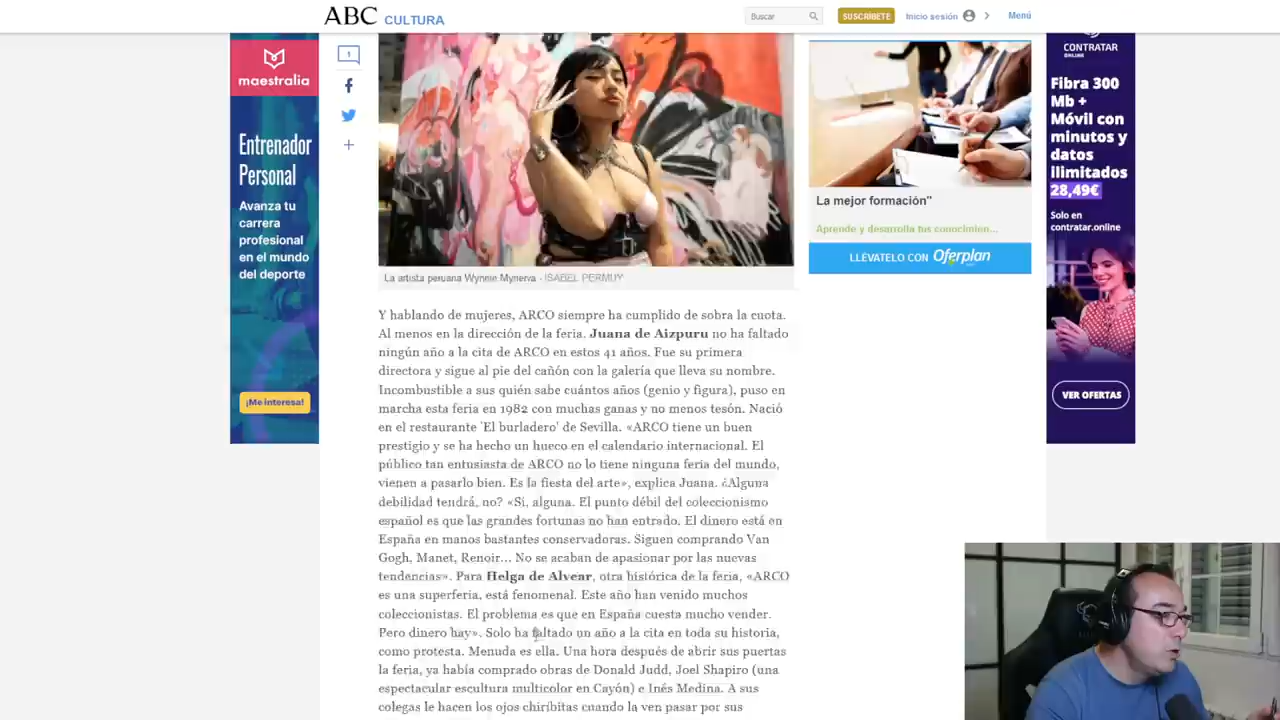 ABC CULTURA
Buscar
SUSCRÍBETE
Inicio sesión
Menú
maestralia
Entrenador
Personal
Avanza tu
carrera
profesional
en el mundo
del deporte
¡Me interesa!
1
La artista peruana Wynnie Mynerva - ISABEL PERMUY
Y hablando de mujeres, ARCO siempre ha cumplido de sobra la cuota.
Al menos en la dirección de la feria. Juana de Aizpuru no ha faltado
ningún año a la cita de ARCO en estos 41 años. Fue su primera
directora y sigue al pie del cañón con la galería que lleva su nombre.
Incombustible a sus quién sabe cuántos años (genio y figura), puso en
marcha esta feria en 1982 con muchas ganas y no menos tesón. Nació
en el restaurante 'El burladero' de Sevilla. «ARCO tiene un buen
prestigio y se ha hecho un hueco en el calendario internacional. El
público tan entusiasta de ARCO no lo tiene ninguna feria del mundo,
vienen a pasarlo bien. Es la fiesta del arte», explica Juana. ¿Alguna
debilidad tendrá, no? «Sí, alguna. El punto débil del coleccionismo
español es que las grandes fortunas no han entrado. El dinero está en
España en manos bastantes conservadoras. Siguen comprando Van
Gogh, Manet, Renoir... No se acaban de apasionar por las nuevas
tendencias». Para Helga de Alvear, otra histórica de la feria, «ARCO
es una superferia, está fenomenal. Este año han venido muchos
coleccionistas. El problema es que en España cuesta mucho vender.
Pero dinero hay». Solo ha faltado un año a la cita en toda su historia,
como protesta. Menuda es ella. Una hora después de abrir sus puertas
la feria, ya había comprado obras de Donald Judd, Joel Shapiro (una
espectacular escultura multicolor en Cayón) e Inés Medina. A sus
colegas le hacen los ojos chiribitas cuando la ven pasar por sus
La mejor formación"
Aprende y desarrolla tus conocimien...
LLÉVATELO CON Oferplan
CONTRATAR
ONLINE
Fibra 300
Mb +
Móvil con
minutos y
datos
ilimitados
28,49€
Solo en
contratar.online
VER OFERTAS